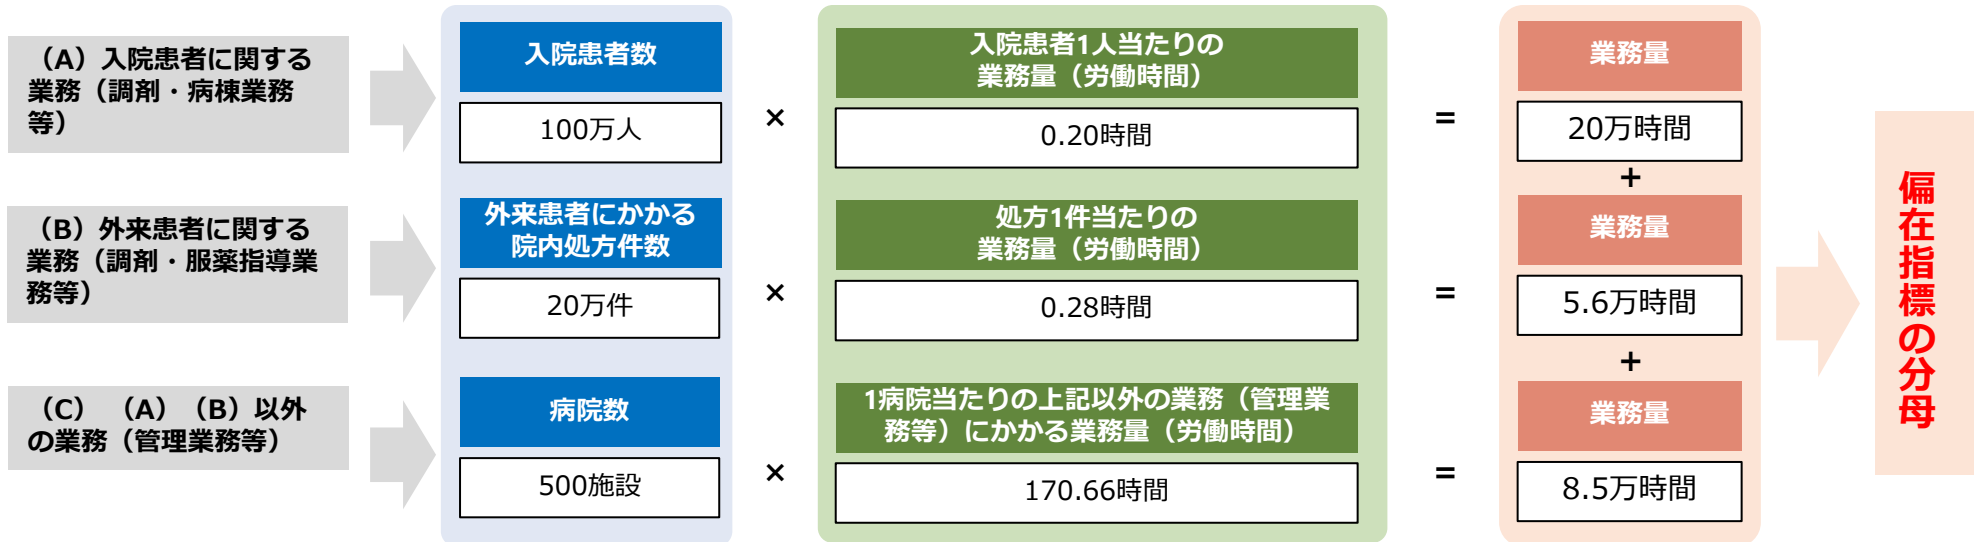 （A）入院患者に関する
業務（調剤・病棟業務
等）
入院患者数
100万人
×
入院患者1人当たりの
業務量（労働時間）
0.20時間
=
業務量
20万時間
+
（B）外来患者に関する
業務（調剤・服薬指導業
務等）
外来患者にかかる
院内処方件数
20万件
×
処方1件当たりの
業務量（労働時間）
0.28時間
=
業務量
5.6万時間
+
（C）（A）（B）以外
の業務（管理業務等）
病院数
500施設
×
1病院当たりの上記以外の業務（管理業
務等）にかかる業務量（労働時間）
170.66時間
=
業務量
8.5万時間
偏在指標の分母